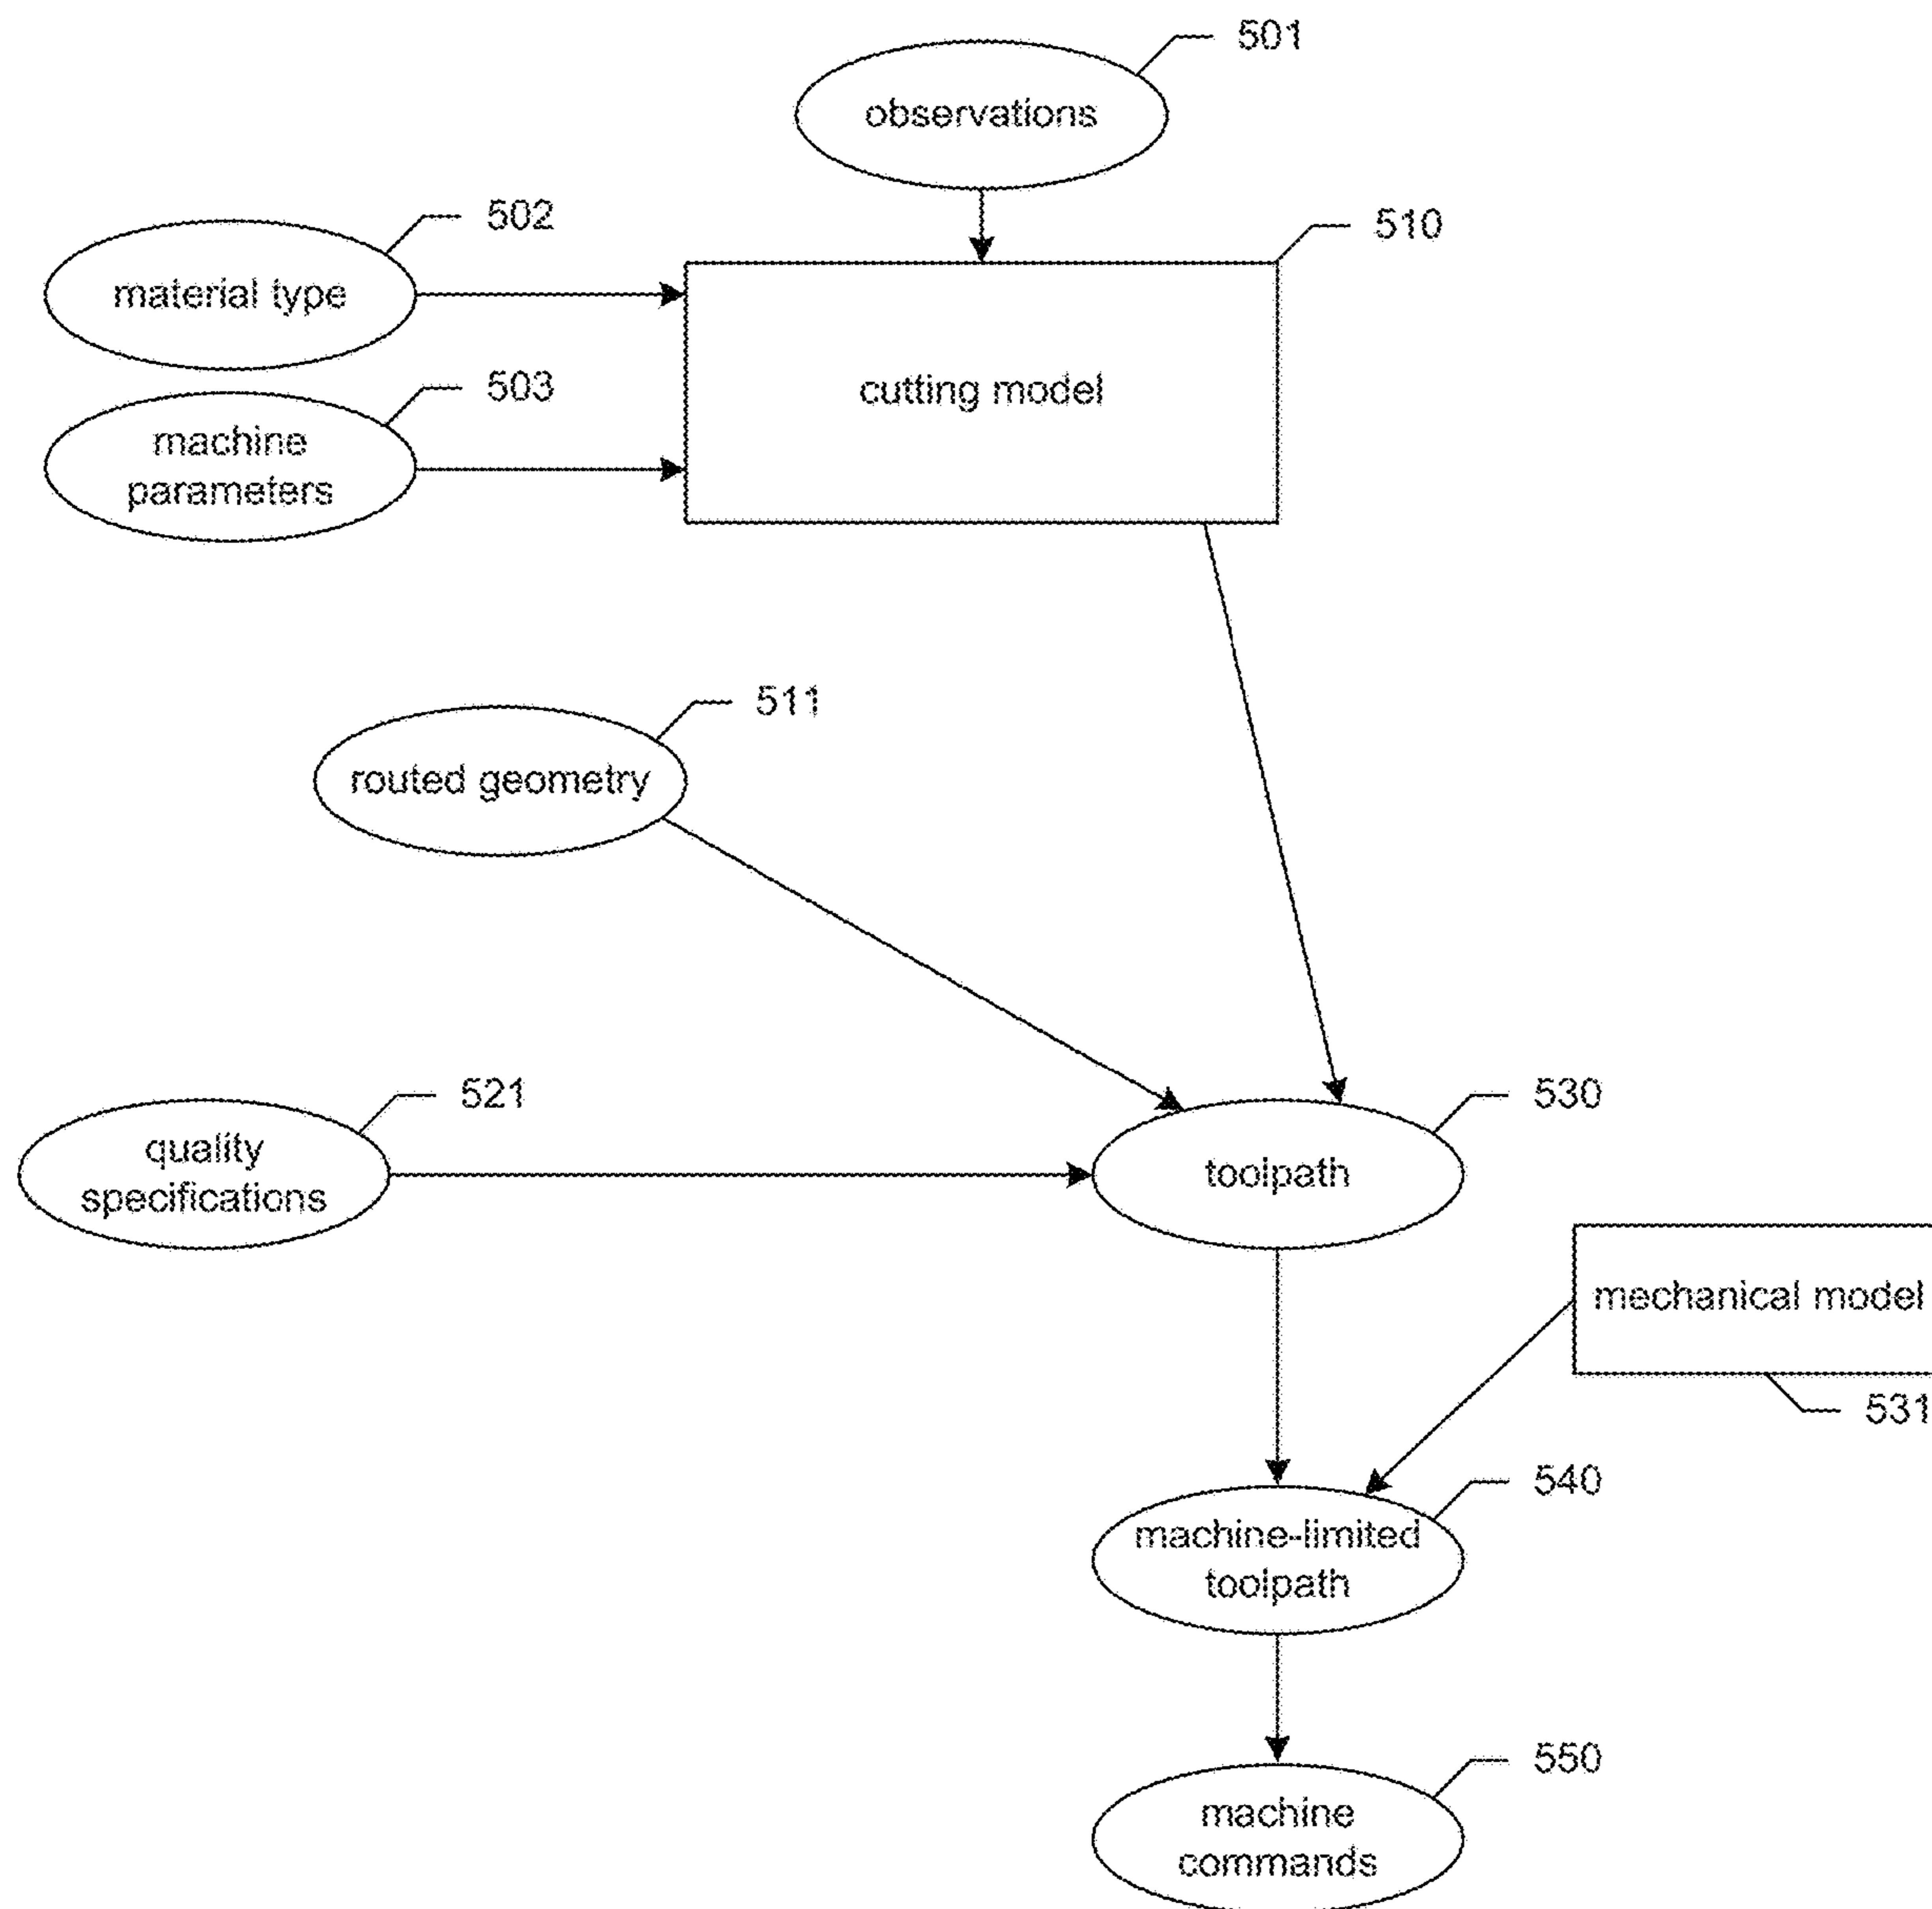 501
observations
502
510
material type
503
cutting model
machine
parameters
511
routed geometry
521
530
quality
specifications
toolpath
mechanical model
531
540
machine-limited
toolpath
550
machine
commands